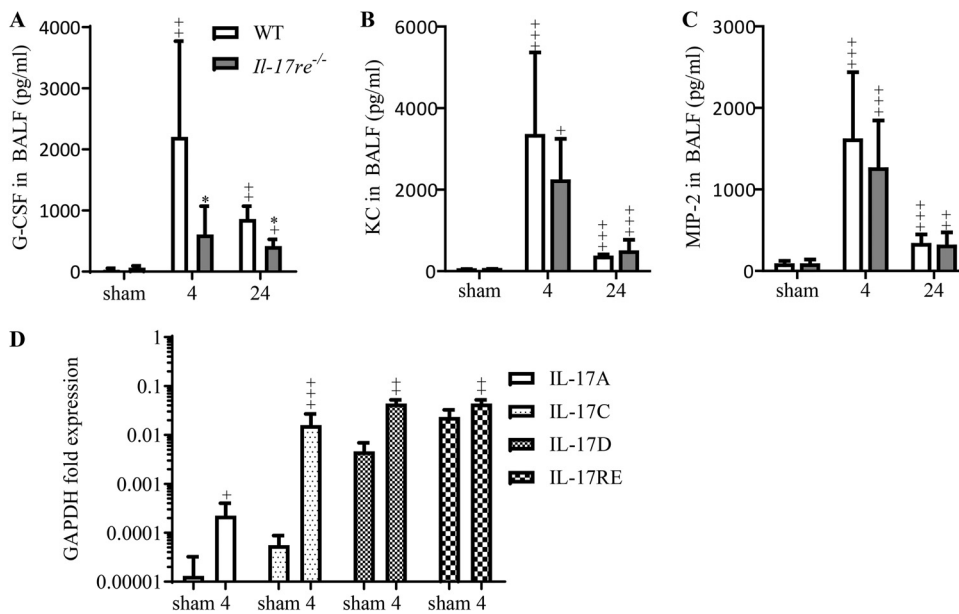 A
G-CSF in BALF (pg/ml)
4000
3000
2000
1000
0
WT
Il-17re-/-
++
*
++
*
+
sham 4 24
B
KC in BALF (pg/ml)
6000
4000
2000
0
+++
+
+++
+++
sham 4 24
C
MIP-2 in BALF (pg/ml)
3000
2000
1000
0
+++
+++
+++
++
sham 4 24
D
GAPDH fold expression
1
0.1
0.01
0.001
0.0001
0.00001
+
+++
++
++
sham 4 sham 4 sham 4 sham 4
IL-17A
IL-17C
IL-17D
IL-17RE